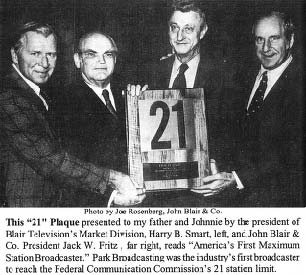 21
Photo by Joe Rosenberg, John Blair & Co.
This "21" Plaque presented to my father and Johnnie by the president of
Blair Television's Market Division, Harry B. Smart, left, and John Blair &
Co. President Jack W. Fritz , far right, reads "America's First Maximum
StationBroadcaster." Park Broadcasting was the industry's first broadcaster
to reach the Federal Communication Commission's 21 station limit.